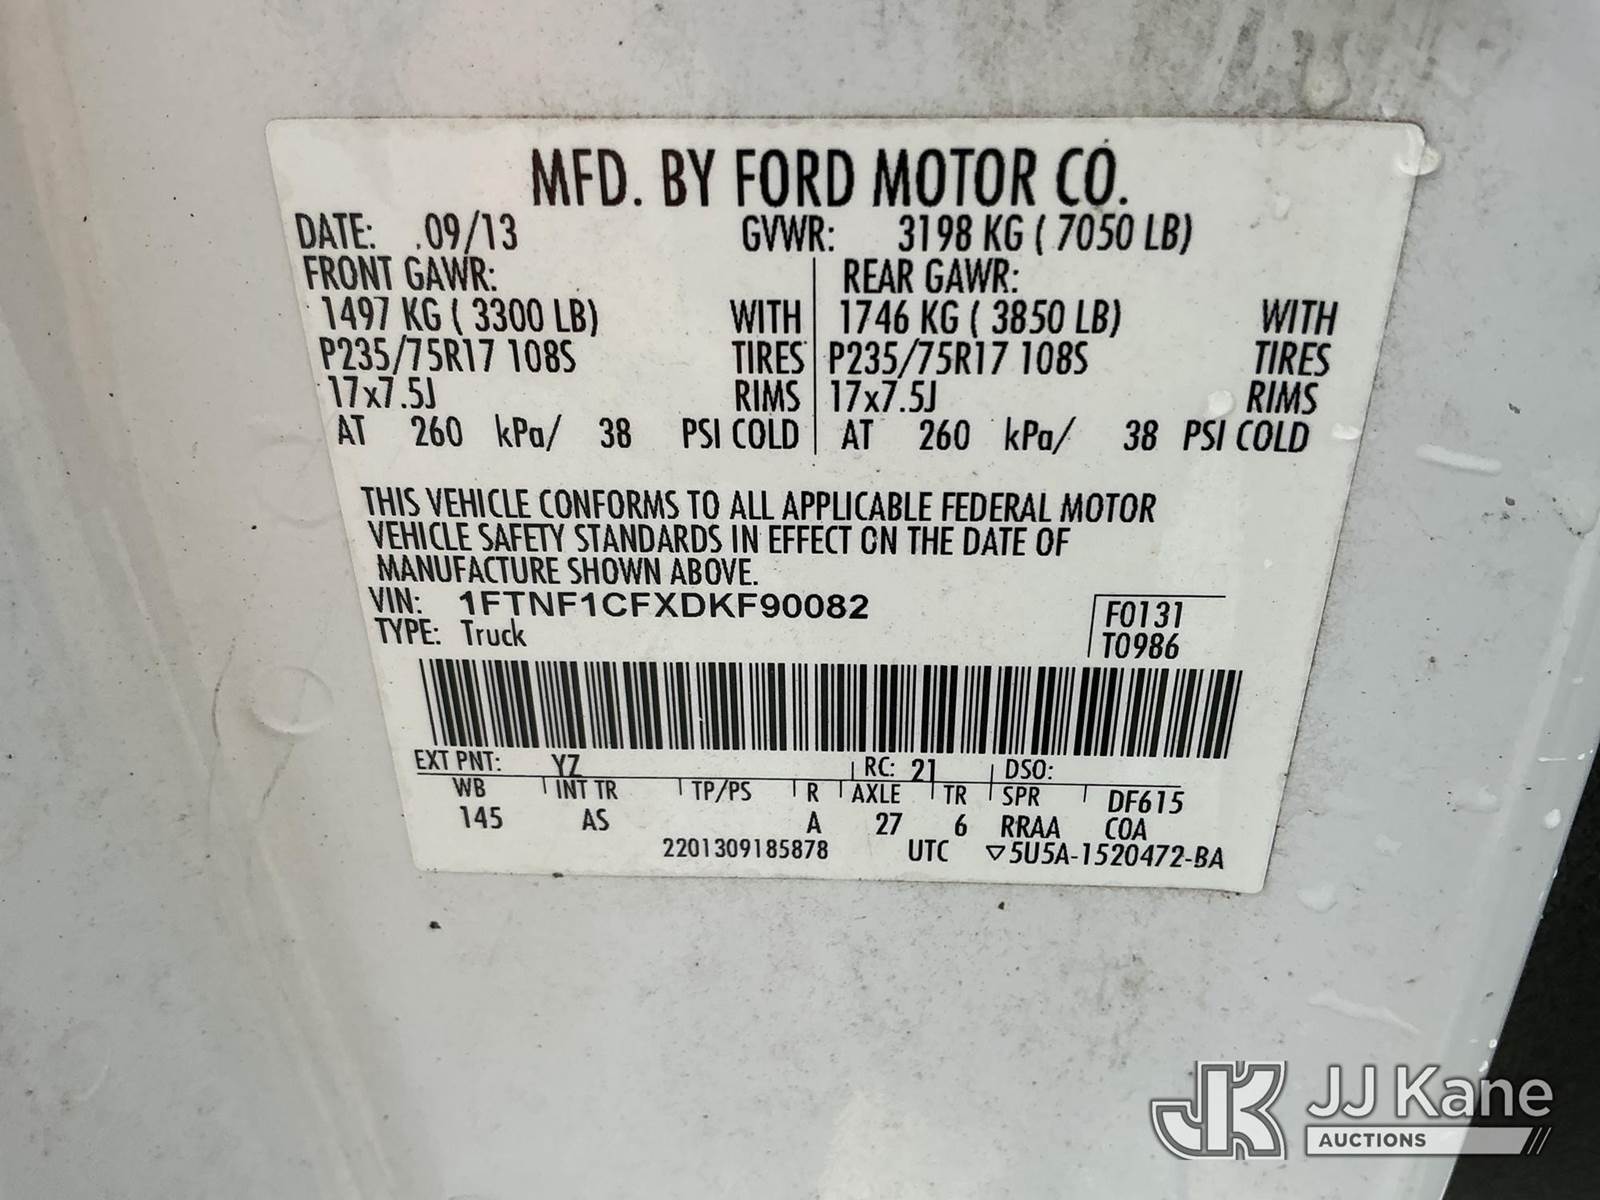 MFD. BY FORD MOTOR CO.
DATE: .09/13 GVWR: 3198 KG ( 7050 LB)
FRONT GAWR: REAR GAWR:
1497 KG ( 3300 LB) WITH 1746 KG ( 3850 LB) WITH
P235/75R17 108S TIRES P235/75R17 108S TIRES
17x7.5J RIMS 17x7.5J RIMS
AT 260 kPa/ 38 PSI COLD AT 260 kPa/ 38 PSI COLD
THIS VEHICLE CONFORMS TO ALL APPLICABLE FEDERAL MOTOR
VEHICLE SAFETY STANDARDS IN EFFECT ON THE DATE OF
MANUFACTURE SHOWN ABOVE.
VIN: 1FTNF1CFXDKF90082 F0131
TYPE: Truck T0986
EXT PNT: YZ RC: 21 DSO:
WB INT TR TP/PS R AXLE TR SPR DF615
145 AS A 27 6 RRAA COA
2201309185878 UTC ▽5U5A-1520472-BA
JK JJ Kane
AUCTIONS